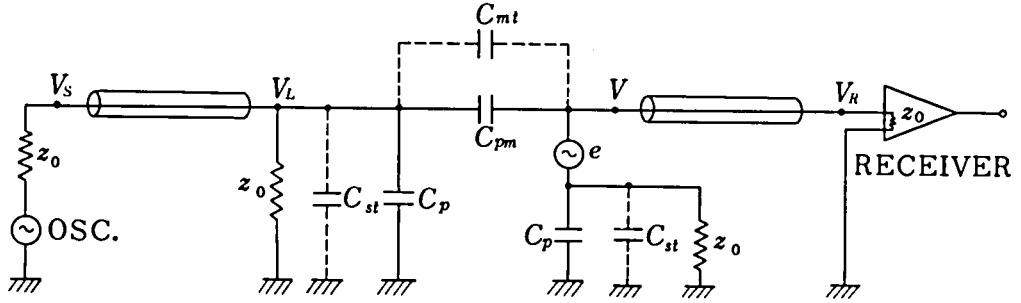 C_mt
V_S
V_L
V
V_R
C_pm
z_0
RECEIVER
z_0
OSC.
z_0
C_st
C_p
e
C_p
C_st
z_0